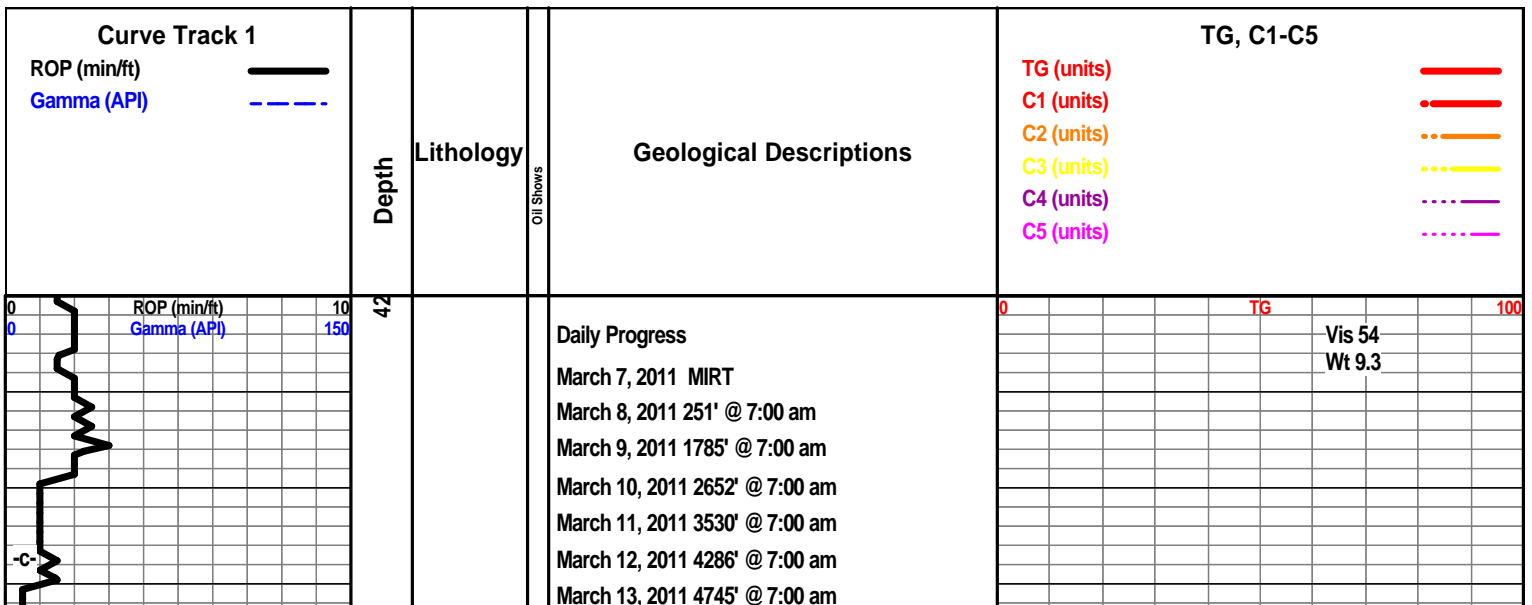 Curve Track 1
ROP (min/ft)
Gamma (API)
Depth
Lithology
Oil Shows
Geological Descriptions
TG, C1-C5
TG (units)
C1 (units)
C2 (units)
C3 (units)
C4 (units)
C5 (units)
0 ROP (min/ft) 10
0 Gamma (API) 150
42
0 TG 100
Vis 54
Wt 9.3
Daily Progress
March 7, 2011 MIRT
March 8, 2011 251' @ 7:00 am
March 9, 2011 1785' @ 7:00 am
March 10, 2011 2652' @ 7:00 am
March 11, 2011 3530' @ 7:00 am
March 12, 2011 4286' @ 7:00 am
March 13, 2011 4745' @ 7:00 am
-c-